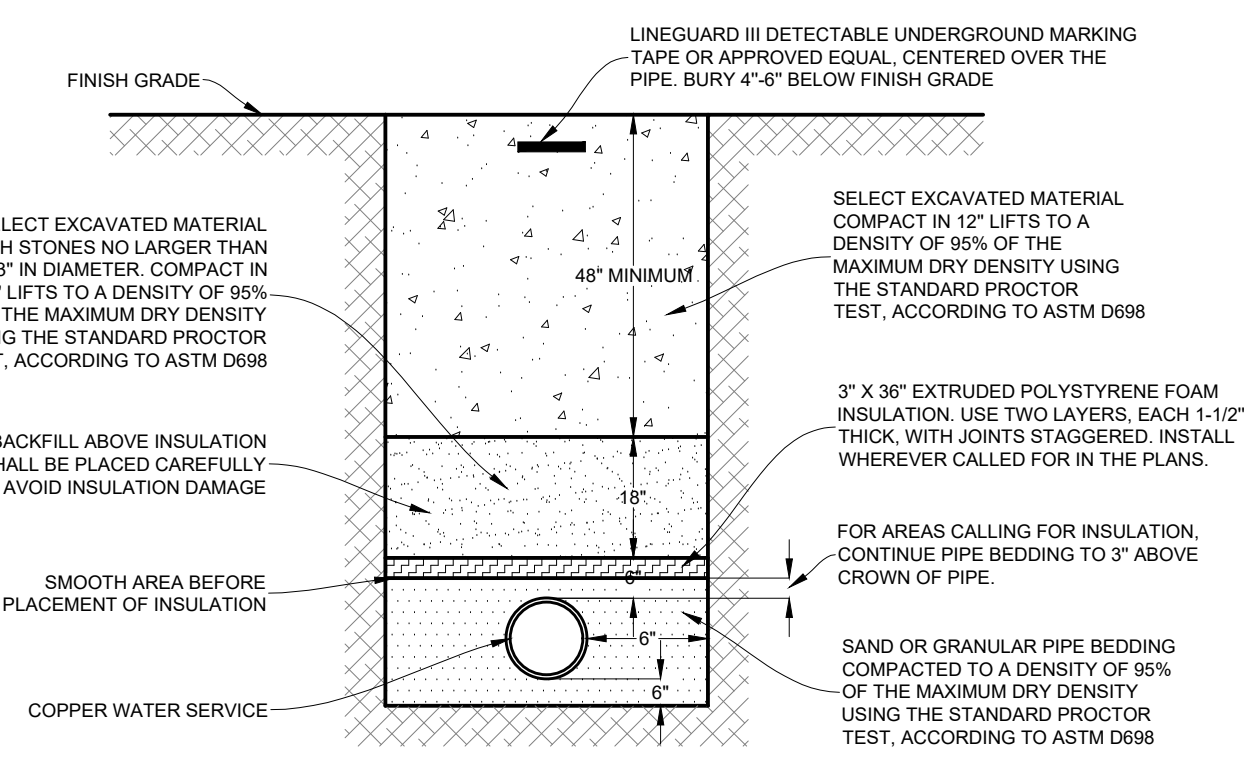 LINEGUARD III DETECTABLE UNDERGROUND MARKING
TAPE OR APPROVED EQUAL, CENTERED OVER THE
PIPE. BURY 4"-6" BELOW FINISH GRADE
FINISH GRADE
LECT EXCAVATED MATERIAL
H STONES NO LARGER THAN
3" IN DIAMETER. COMPACT IN
" LIFTS TO A DENSITY OF 95%
THE MAXIMUM DRY DENSITY
G THE STANDARD PROCTOR
T, ACCORDING TO ASTM D698
48" MINIMUM
SELECT EXCAVATED MATERIAL
COMPACT IN 12" LIFTS TO A
DENSITY OF 95% OF THE
MAXIMUM DRY DENSITY USING
THE STANDARD PROCTOR
TEST, ACCORDING TO ASTM D698
BACKFILL ABOVE INSULATION
HALL BE PLACED CAREFULLY
AVOID INSULATION DAMAGE
18"
3" X 36" EXTRUDED POLYSTYRENE FOAM
INSULATION. USE TWO LAYERS, EACH 1-1/2"
THICK, WITH JOINTS STAGGERED. INSTALL
WHEREVER CALLED FOR IN THE PLANS.
SMOOTH AREA BEFORE
PLACEMENT OF INSULATION
6"
FOR AREAS CALLING FOR INSULATION,
CONTINUE PIPE BEDDING TO 3" ABOVE
CROWN OF PIPE.
6"
6"
COPPER WATER SERVICE
SAND OR GRANULAR PIPE BEDDING
COMPACTED TO A DENSITY OF 95%
OF THE MAXIMUM DRY DENSITY
USING THE STANDARD PROCTOR
TEST, ACCORDING TO ASTM D698